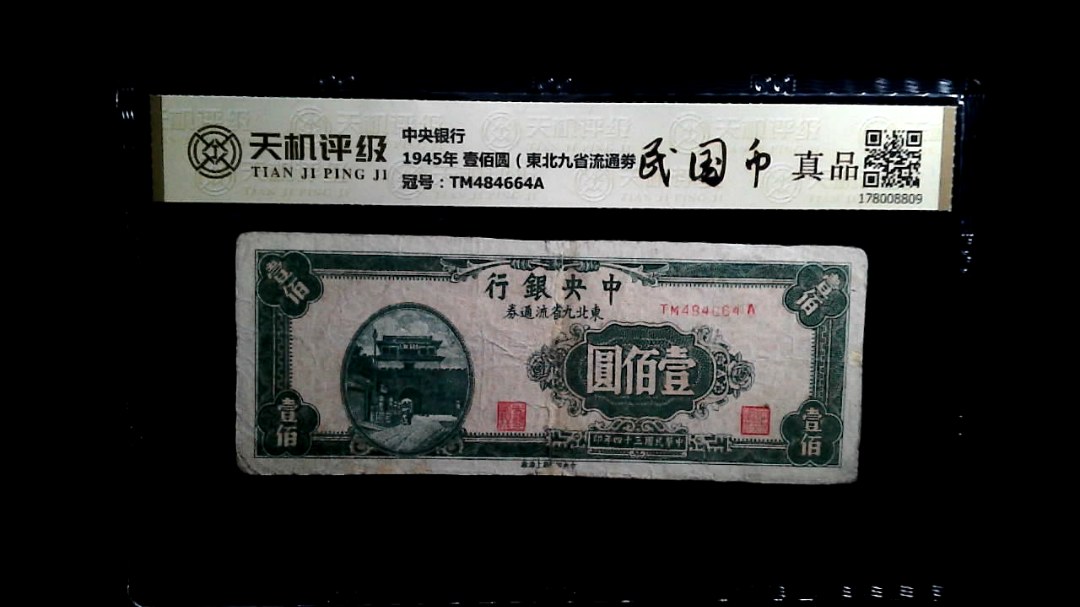 天机评级
TIAN JI PING JI
中央银行
1945年 壹佰圆（東北九省流通券
冠号：TM484664A
民国币
真品
178008809
壹佰
壹佰
行銀央中
券通流省九北東
TM484664A
圓佰壹
壹佰
壹佰
印年四十三國民華中